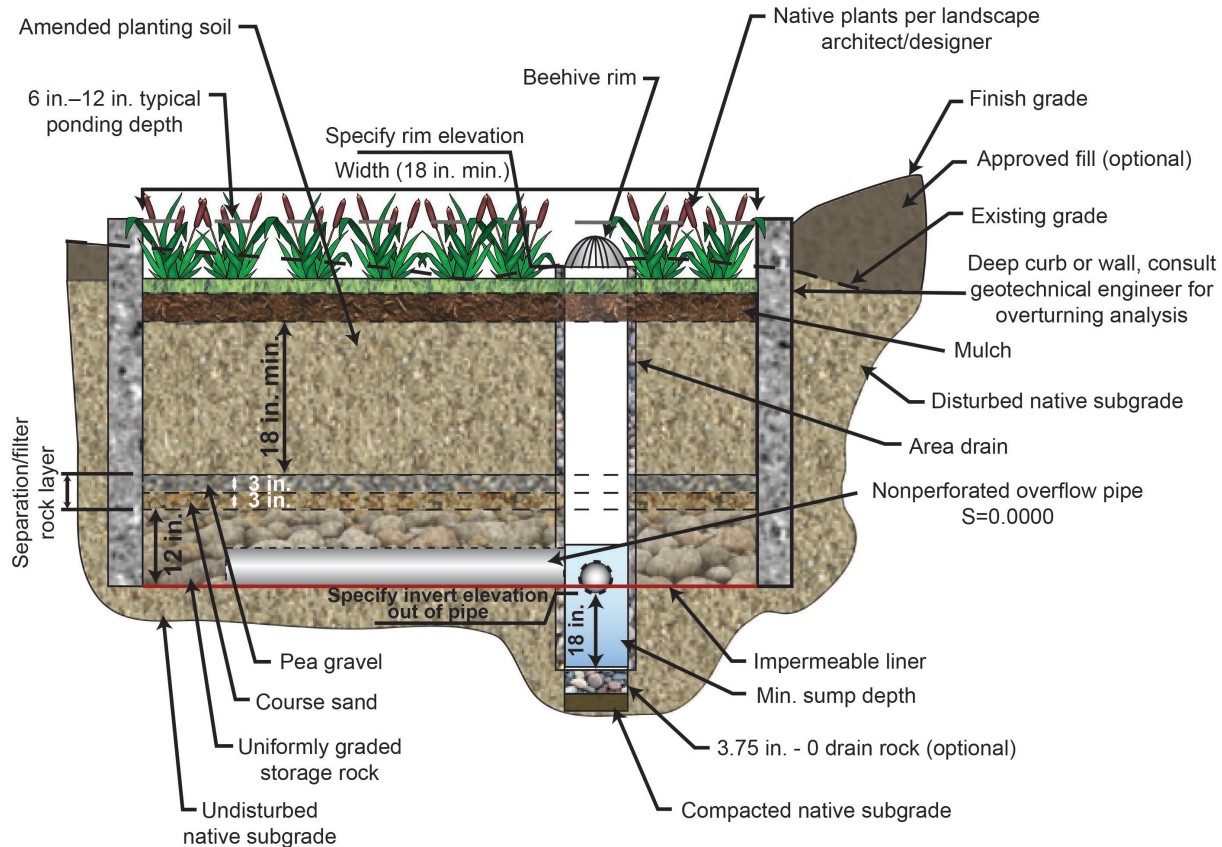 Amended planting soil
Native plants per landscape
architect/designer
Beehive rim
6 in.–12 in. typical
ponding depth
Specify rim elevation
Width (18 in. min.)
Finish grade
Approved fill (optional)
Existing grade
Deep curb or wall, consult
geotechnical engineer for
overturning analysis
Mulch
Disturbed native subgrade
Area drain
18 in. min.
Separation/filter
rock layer
3 in.
3 in.
Nonperforated overflow pipe
S=0.0000
12 in.
Specify invert elevation
out of pipe
18 in.
Pea gravel
Impermeable liner
Course sand
Min. sump depth
Uniformly graded
storage rock
3.75 in. - 0 drain rock (optional)
Undisturbed
native subgrade
Compacted native subgrade